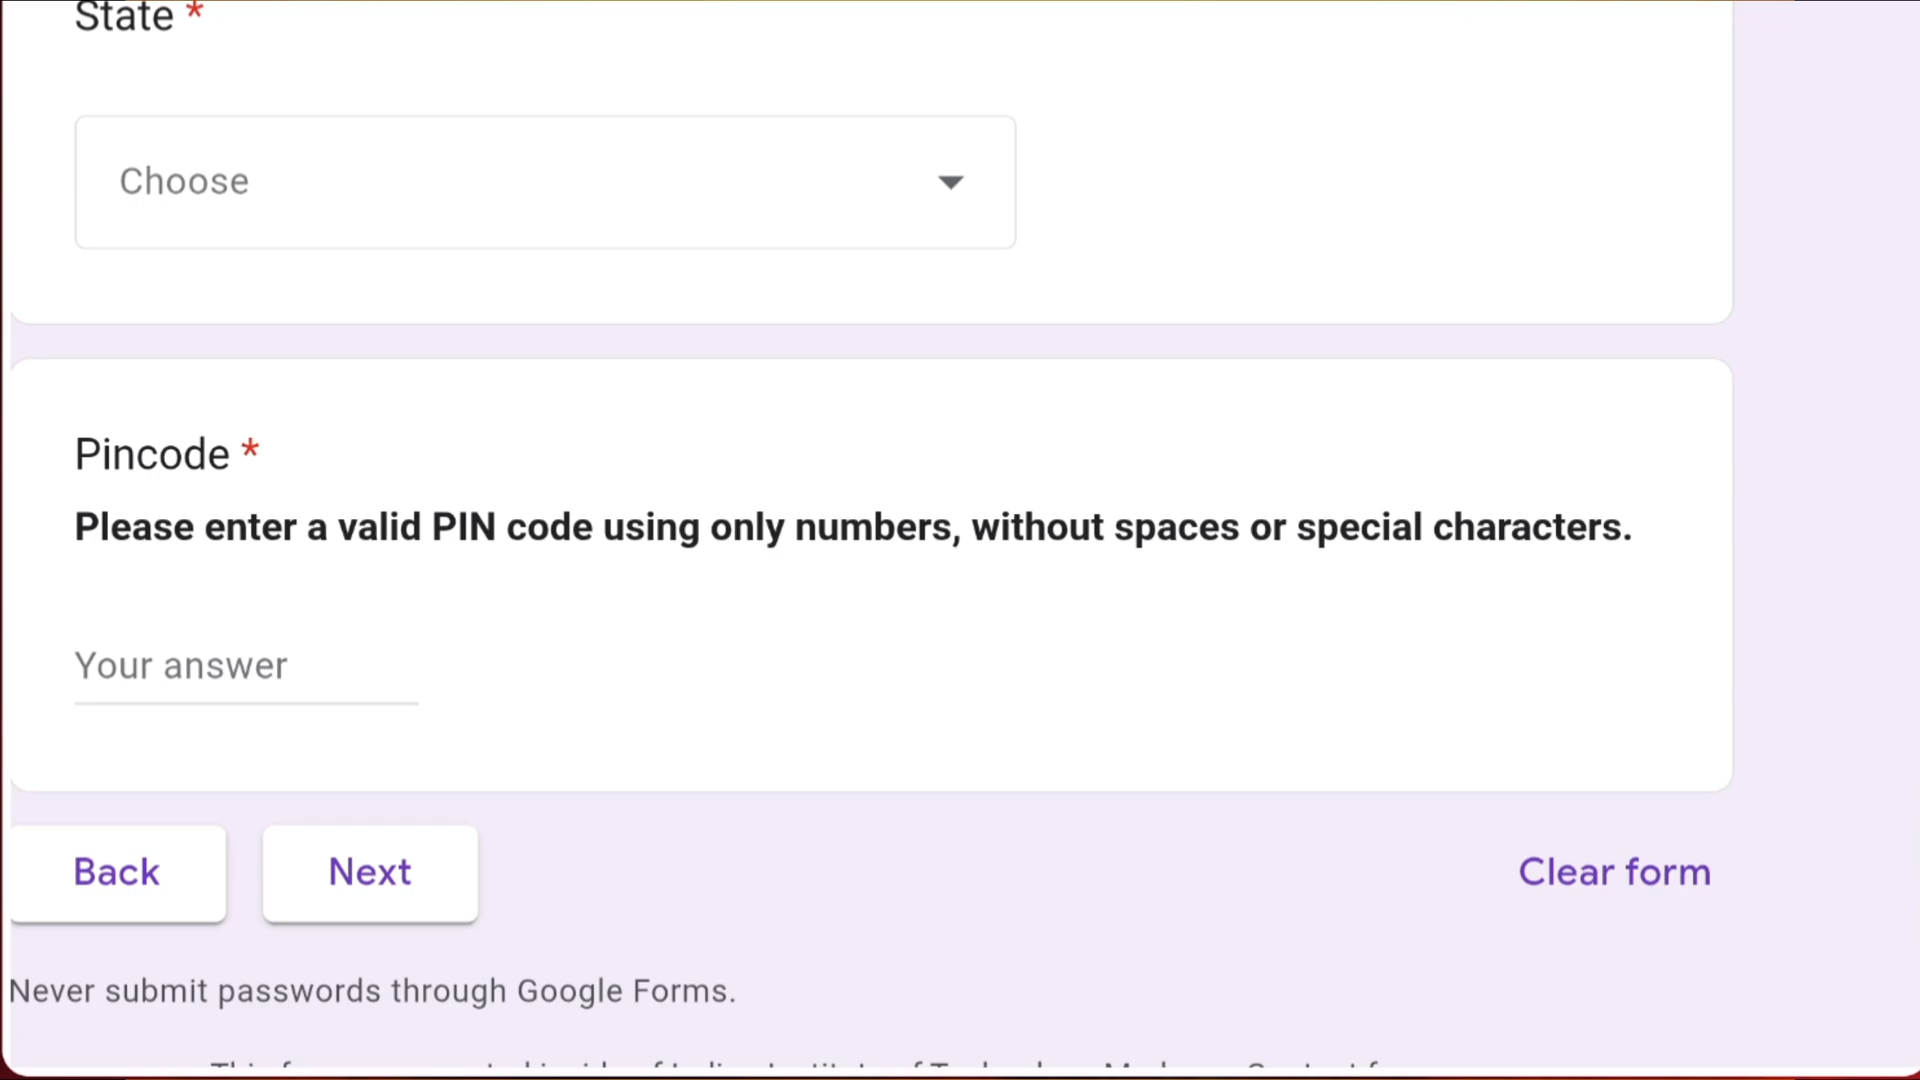 State *
Choose
Pincode *
Please enter a valid PIN code using only numbers, without spaces or special characters.
Your answer
Back Next Clear form
Never submit passwords through Google Forms.